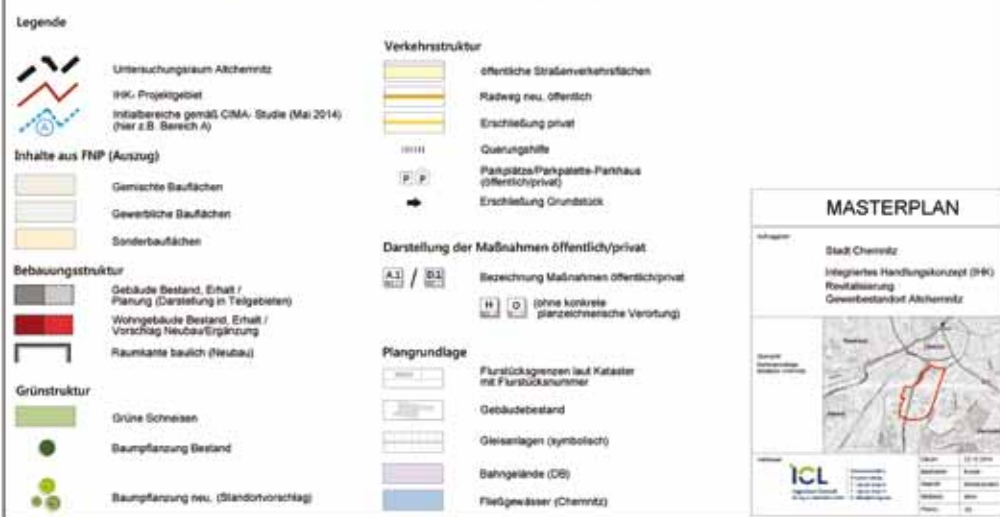 Legende
Untersuchungsraum Altchemnitz
IHK- Projektgebiet
Initialbereiche gemäß CIMA- Studie (Mai 2014)
(hier z.B. Bereich A)
A
Inhalte aus FNP (Auszug)
Gemischte Bauflächen
Gewerbliche Bauflächen
Sonderbauflächen
Bebauungsstruktur
Gebäude Bestand, Erhalt /
Planung (Darstellung in Teilgebieten)
Wohngebäude Bestand, Erhalt /
Vorschlag Neubau/Ergänzung
Raumkante baulich (Neubau)
Grünstruktur
Grüne Schneisen
Baumpflanzung Bestand
Baumpflanzung neu, (Standortvorschlag)
Verkehrsstruktur
öffentliche Straßenverkehrsflächen
Radweg neu, öffentlich
Erschließung privat
Querungshilfe
P P
Parkplätze/Parkpalette-Parkhaus
(öffentlich/privat)
Erschließung Grundstück
Darstellung der Maßnahmen öffentlich/privat
A.1 / B.1
Bezeichnung Maßnahmen öffentlich/privat
H O
(ohne konkrete
planzeichnerische Verortung)
Plangrundlage
Flurstücksgrenzen laut Kataster
mit Flurstücksnummer
Gebäudebestand
Gleisanlagen (symbolisch)
Bahngelände (DB)
Fließgewässer (Chemnitz)
MASTERPLAN
Stadt Chemnitz
Integriertes Handlungskonzept (IHK)
Revitalisierung
Gewerbestandort Altchemnitz
ICL